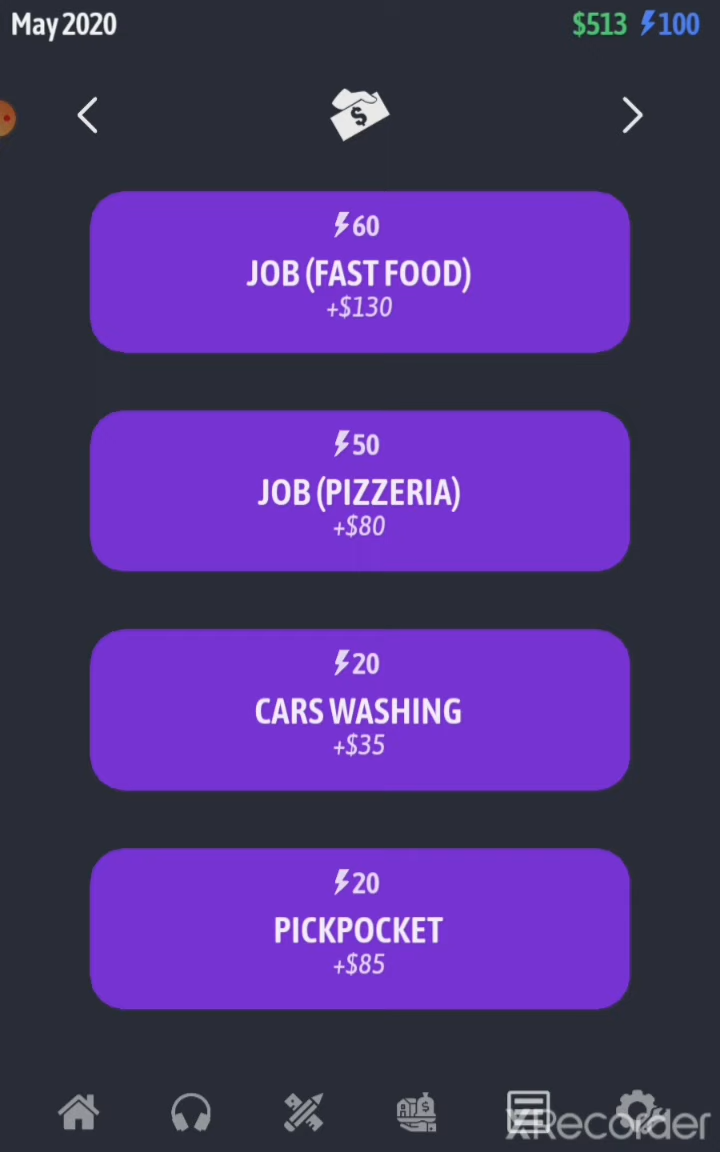 May 2020 $513 100
$
60
JOB (FAST FOOD)
+$130
50
JOB (PIZZERIA)
+$80
20
CARS WASHING
+$35
20
PICKPOCKET
+$85
$
XRecorder